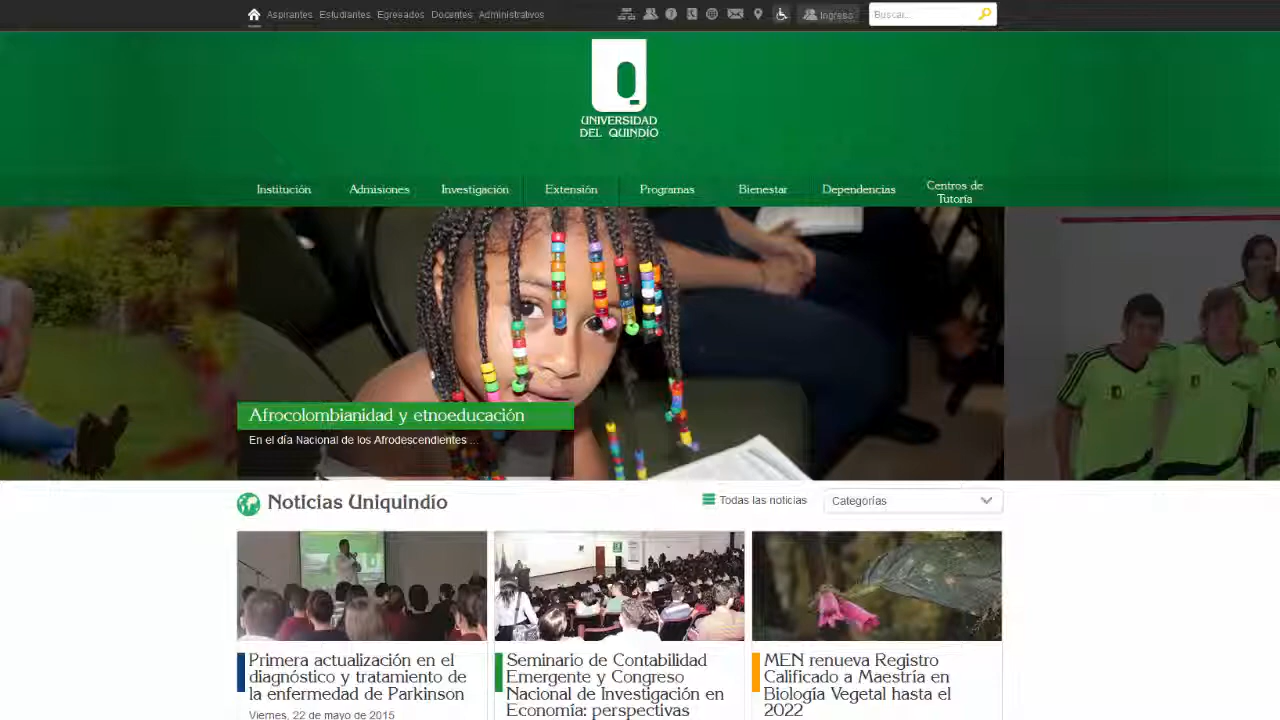 Aspirantes Estudiantes Egresados Docentes Administrativos Ingreso Buscar...
UNIVERSIDAD
DEL QUINDÍO
Institución Admisiones Investigación Extensión Programas Bienestar Dependencias Centros de
Tutoría
Afrocolombianidad y etnoeducación
En el día Nacional de los Afrodescendientes ...
Noticias Uniquindío
Todas las noticias
Categorías
Primera actualización en el
diagnóstico y tratamiento de
la enfermedad de Parkinson
Viernes, 22 de mayo de 2015
Seminario de Contabilidad
Emergente y Congreso
Nacional de Investigación en
Economía: perspectivas
MEN renueva Registro
Calificado a Maestría en
Biología Vegetal hasta el
2022